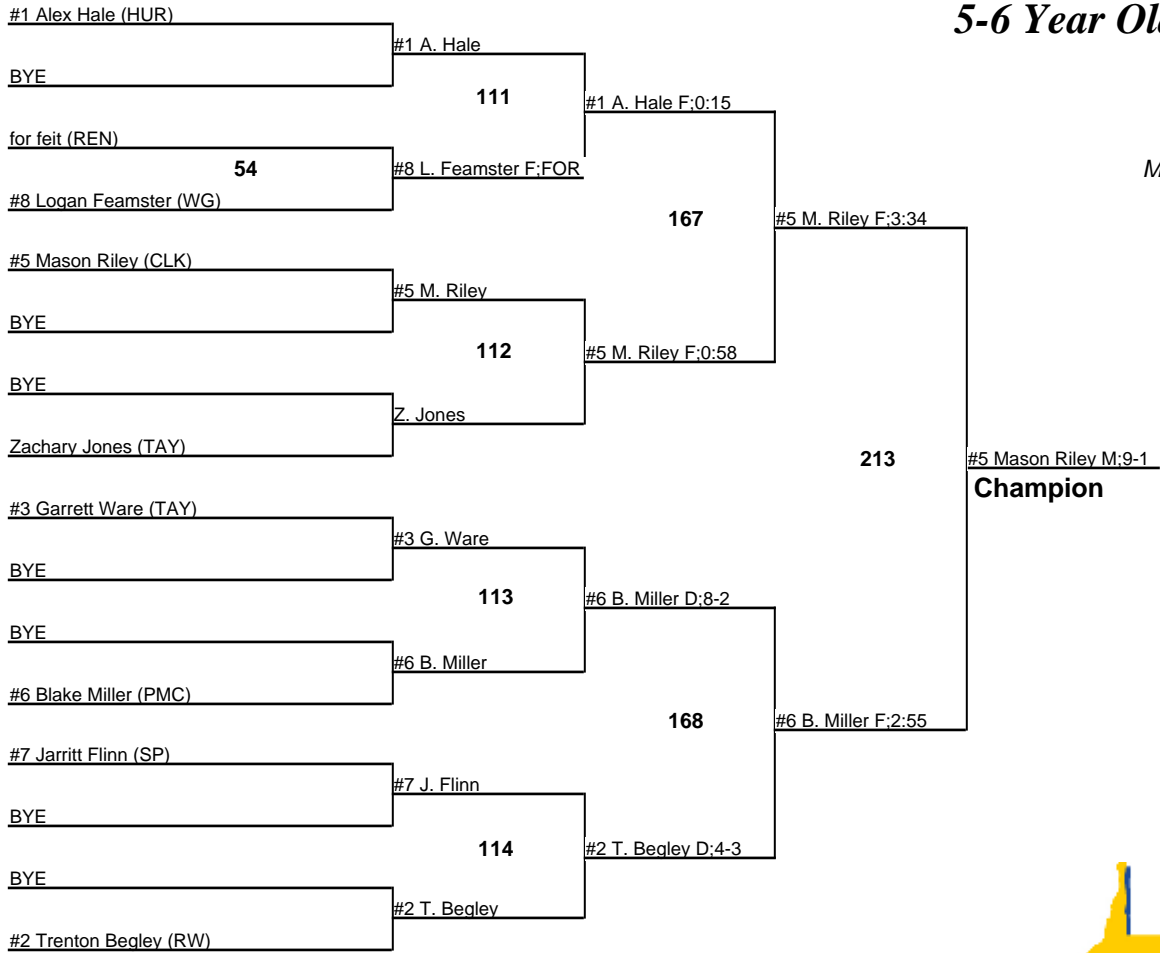 #1 Alex Hale (HUR)
5-6 Year Ol
#1 A. Hale
BYE
111
#1 A. Hale F;0:15
for feit (REN)
54
#8 L. Feamster F;FOR
M
#8 Logan Feamster (WG)
167
#5 M. Riley F;3:34
#5 Mason Riley (CLK)
#5 M. Riley
BYE
112
#5 M. Riley F;0:58
BYE
Z. Jones
Zachary Jones (TAY)
213
#5 Mason Riley M;9-1
Champion
#3 Garrett Ware (TAY)
#3 G. Ware
BYE
113
#6 B. Miller D;8-2
BYE
#6 B. Miller
#6 Blake Miller (PMC)
168
#6 B. Miller F;2:55
#7 Jarritt Flinn (SP)
#7 J. Flinn
BYE
114
#2 T. Begley D;4-3
BYE
#2 T. Begley
#2 Trenton Begley (RW)